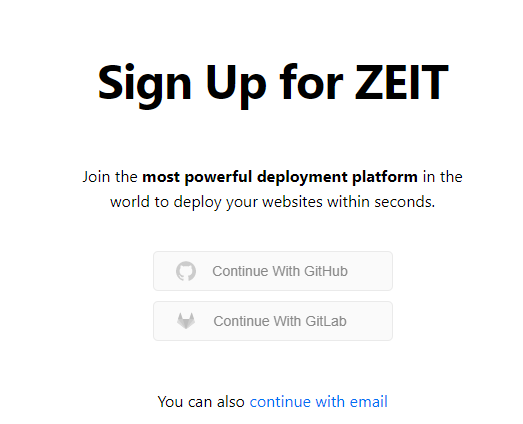 Sign Up for ZEIT
Join the most powerful deployment platform in the
world to deploy your websites within seconds.
Continue With GitHub
Continue With GitLab
You can also continue with email